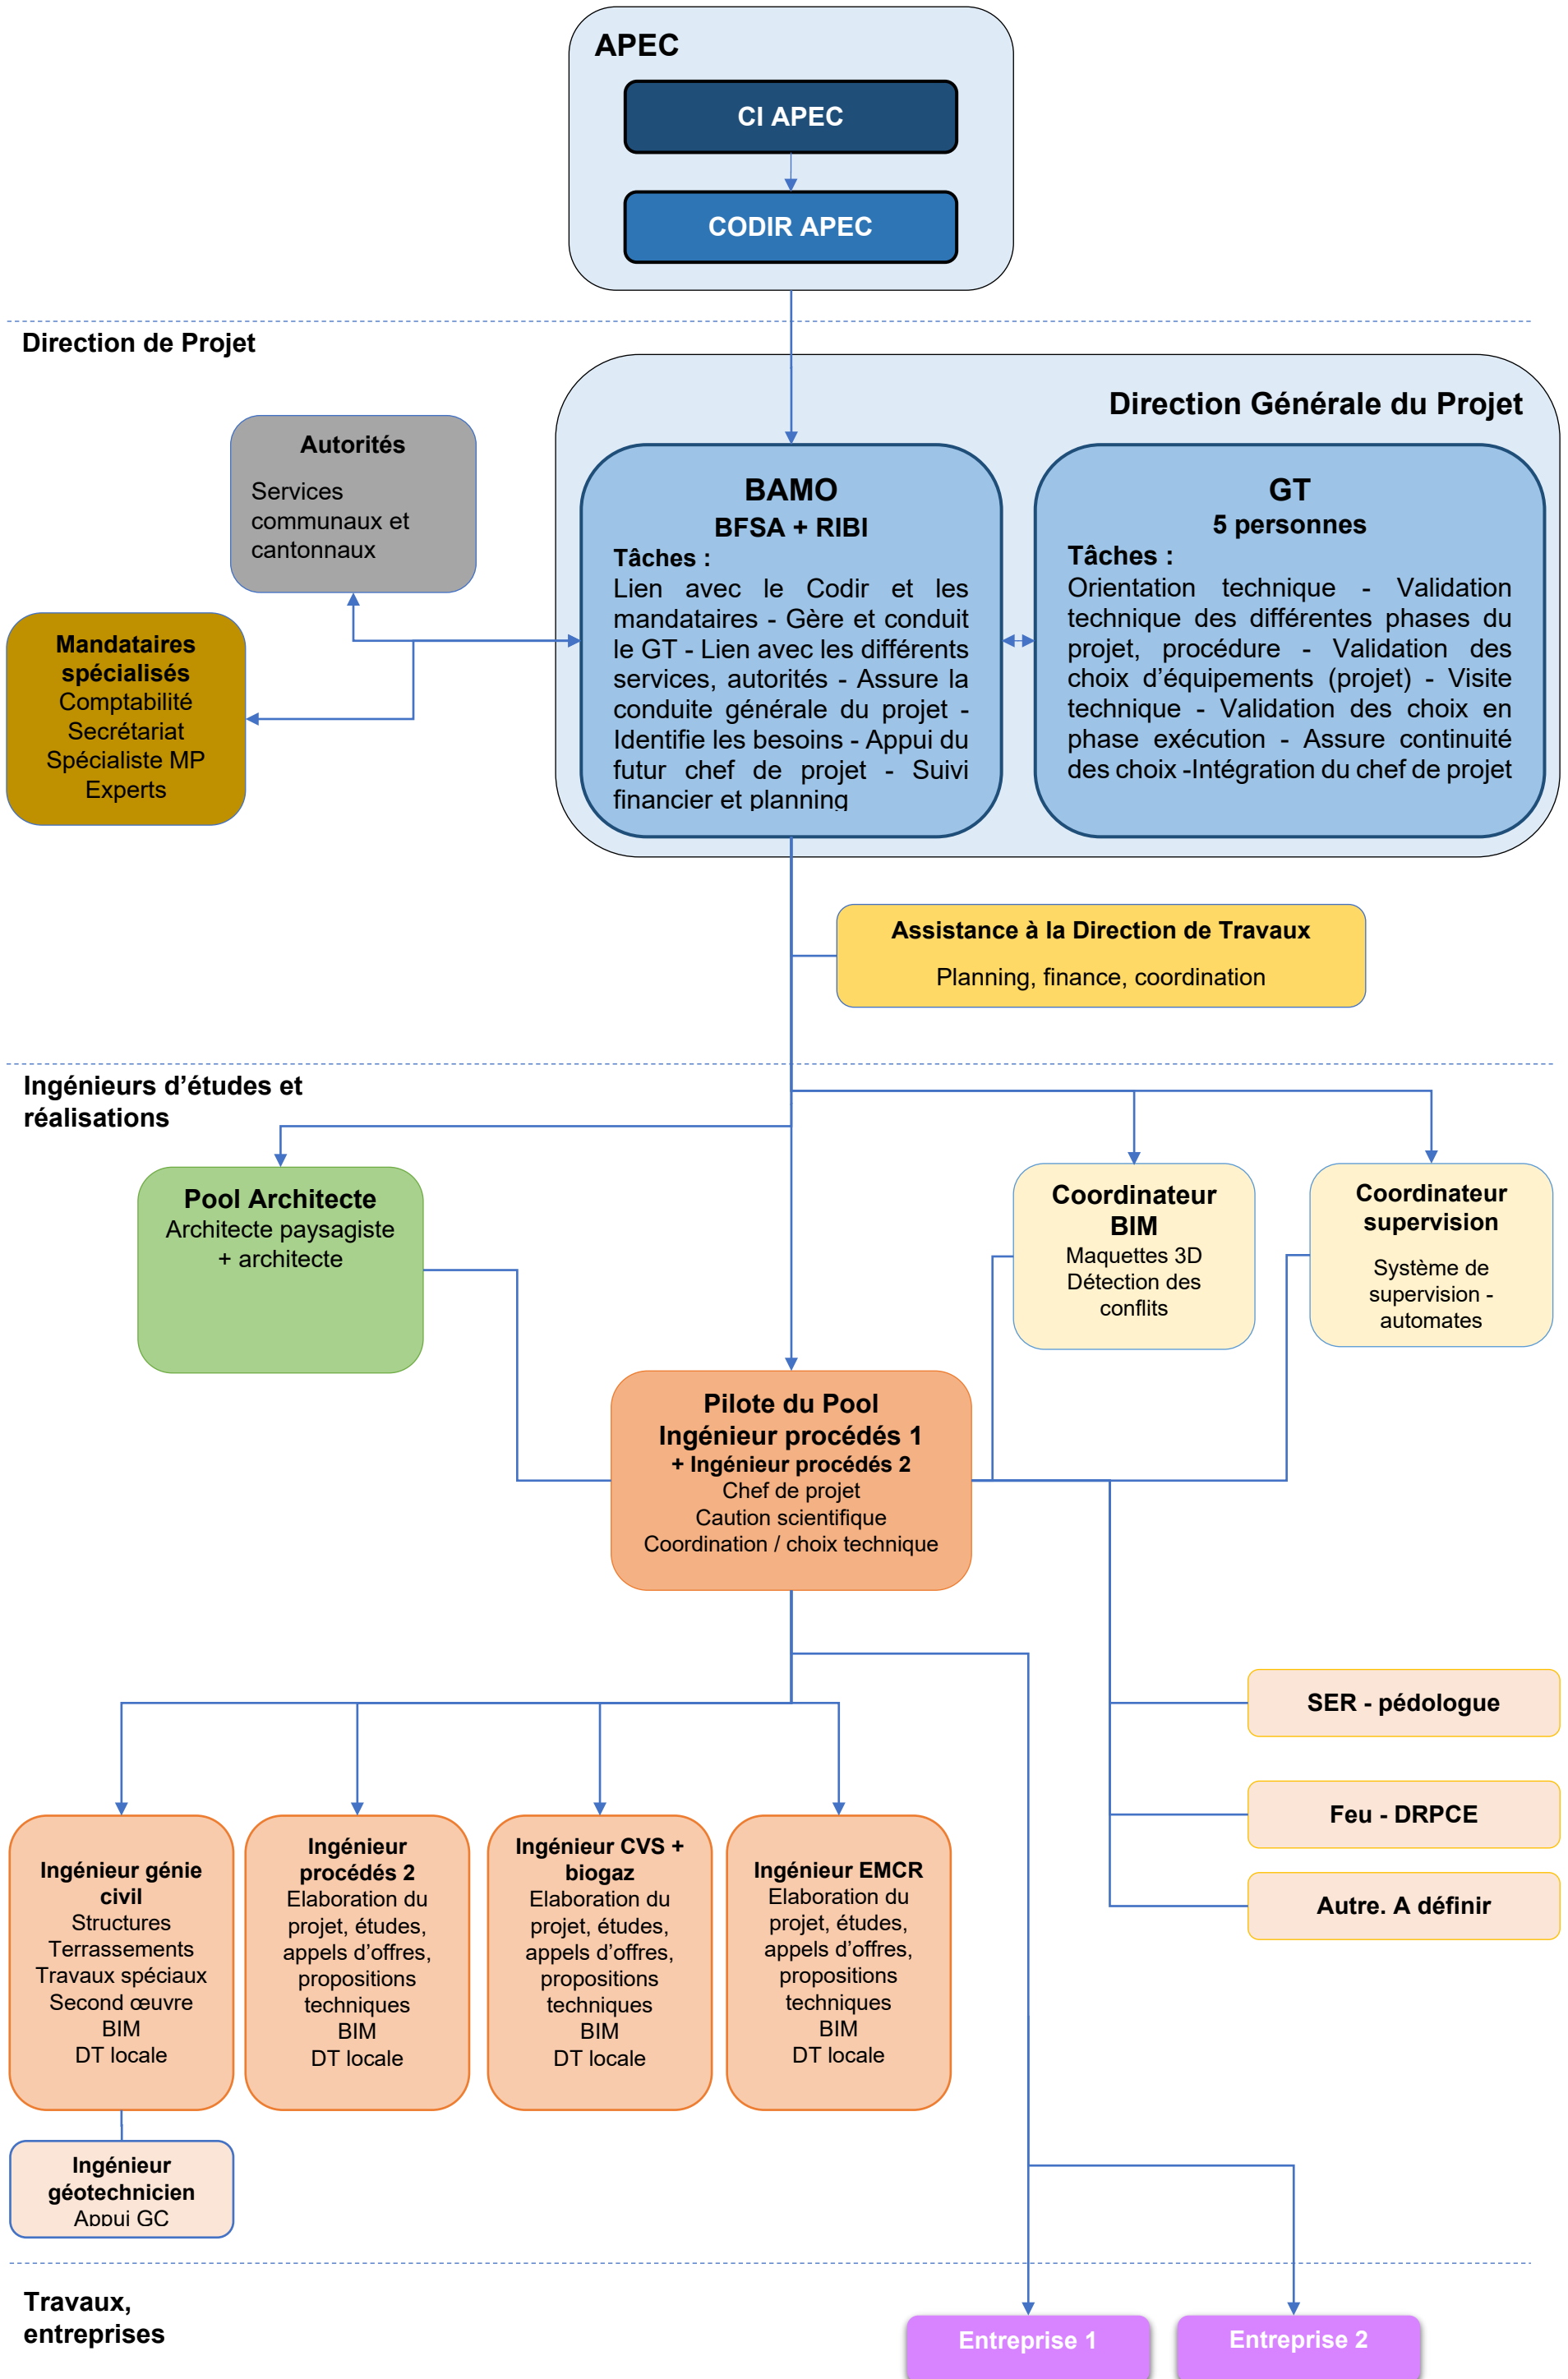 APEC
CI APEC
CODIR APEC
Direction de Projet
Direction Générale du Projet
Autorités
Services
communaux et
cantonnaux
Mandataires
spécialisés
Comptabilité
Secrétariat
Spécialiste MP
Experts
BAMO
BFSA + RIBI
Tâches :
Lien avec le Codir et les
mandataires - Gère et conduit
le GT - Lien avec les différents
services, autorités - Assure la
conduite générale du projet -
Identifie les besoins - Appui du
futur chef de projet - Suivi
financier et planning
GT
5 personnes
Tâches :
Orientation technique - Validation
technique des différentes phases du
projet, procédure - Validation des
choix d’équipements (projet) - Visite
technique - Validation des choix en
phase exécution - Assure continuité
des choix -Intégration du chef de projet
Assistance à la Direction de Travaux
Planning, finance, coordination
Ingénieurs d’études et
réalisations
Pool Architecte
Architecte paysagiste
+ architecte
Coordinateur
BIM
Maquettes 3D
Détection des
conflits
Coordinateur
supervision
Système de
supervision -
automates
Pilote du Pool
Ingénieur procédés 1
+ Ingénieur procédés 2
Chef de projet
Caution scientifique
Coordination / choix technique
SER - pédologue
Feu - DRPCE
Autre. A définir
Ingénieur génie
civil
Structures
Terrassements
Travaux spéciaux
Second œuvre
BIM
DT locale
Ingénieur
procédés 2
Elaboration du
projet, études,
appels d’offres,
propositions
techniques
BIM
DT locale
Ingénieur CVS +
biogaz
Elaboration du
projet, études,
appels d’offres,
propositions
techniques
BIM
DT locale
Ingénieur EMCR
Elaboration du
projet, études,
appels d’offres,
propositions
techniques
BIM
DT locale
Ingénieur
géotechnicien
Appui GC
Travaux,
entreprises
Entreprise 1
Entreprise 2